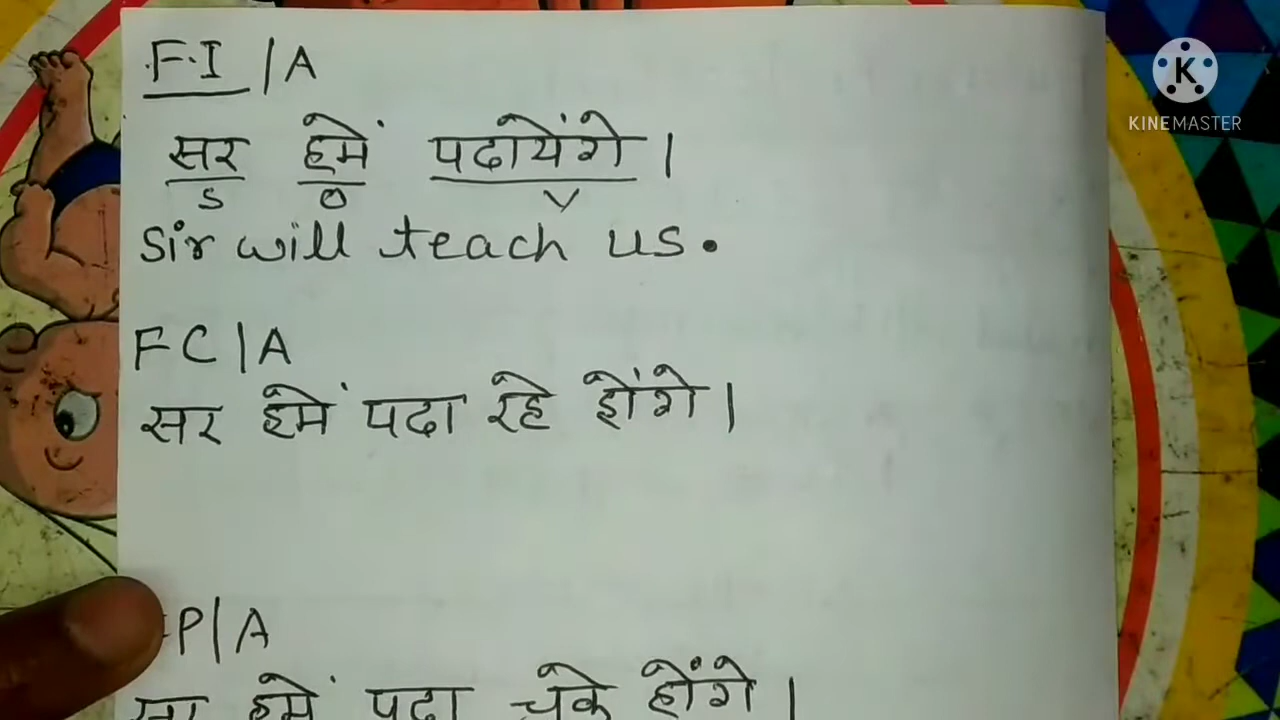 F.I | A
सर हमें पढायेंगे ।
S O V
Sir will teach us.
FC | A
सर हमें पढा रहे होंगे ।
P | A
हमें पढा चुके होंगे ।
K
KINEMASTER